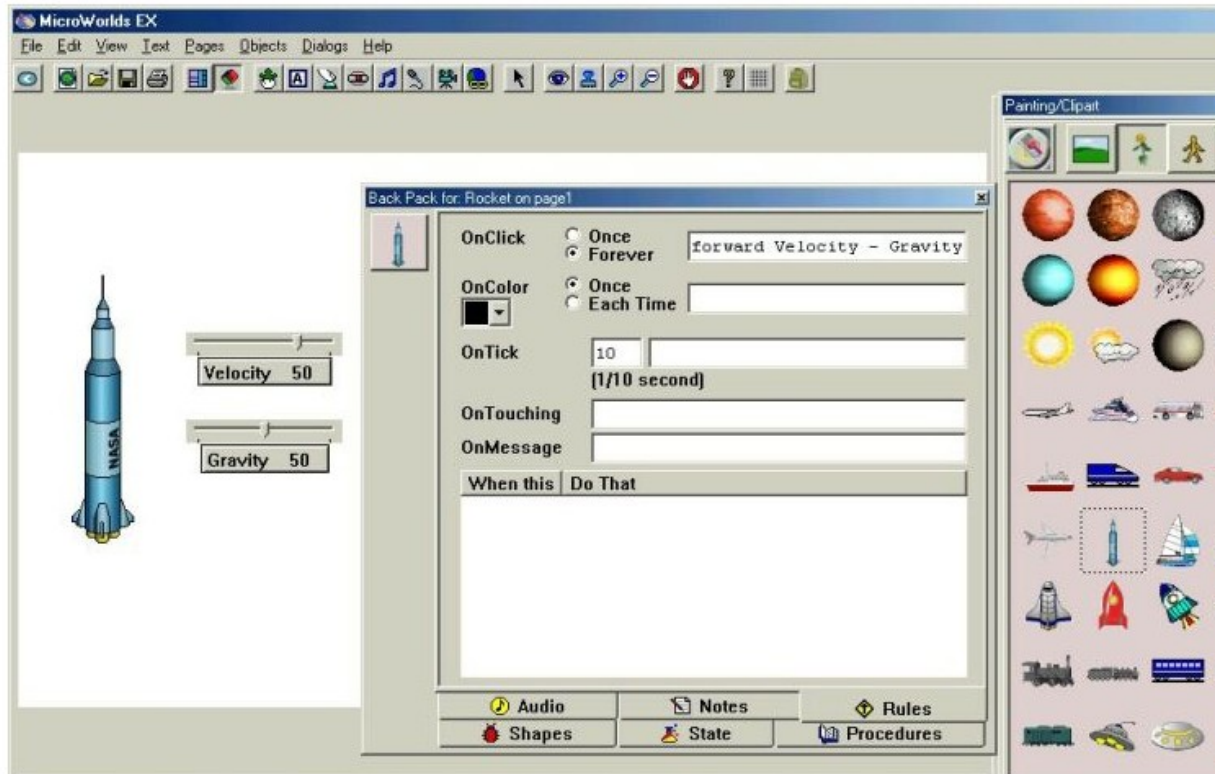 MicroWorlds EX
File Edit View Text Pages Objects Dialogs Help
Painting/Clipart
Back Pack for: Rocket on page1
OnClick
Once
Forever
forward Velocity - Gravity
OnColor
Once
Each Time
OnTick
10
(1/10 second)
OnTouching
OnMessage
When this Do That
Velocity 50
Gravity 50
NASA
Audio Notes Rules
Shapes State Procedures